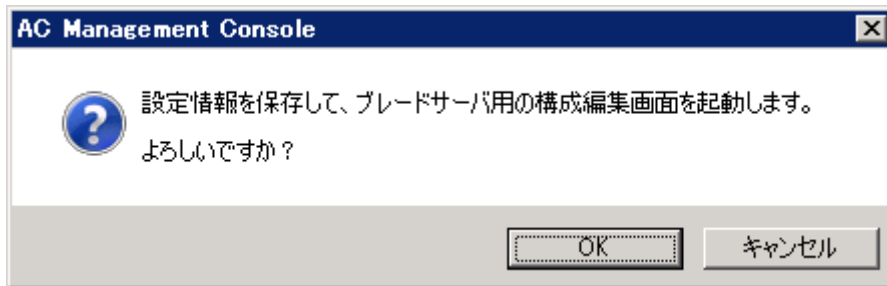 AC Management Console
設定情報を保存して、ブレードサーバ用の構成編集画面を起動します。
よろしいですか？
OK
キャンセル